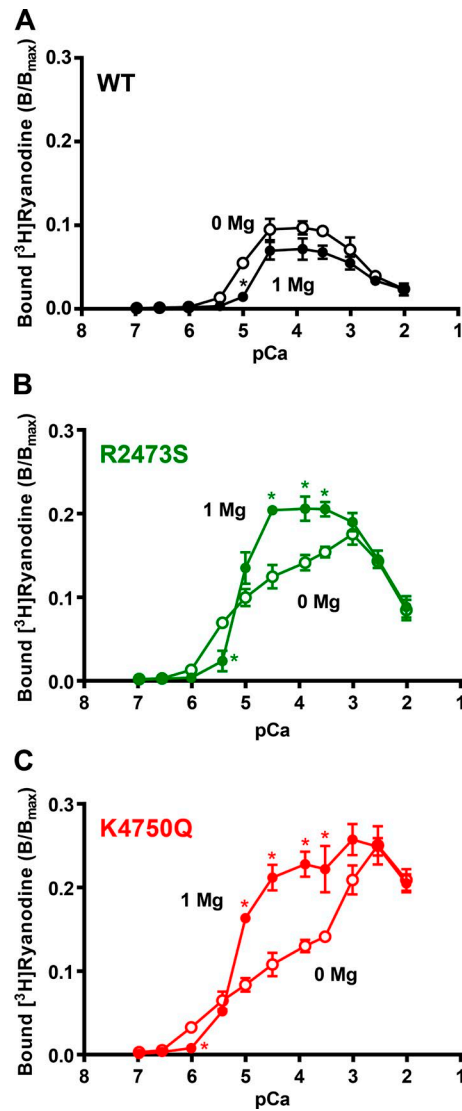 A
WT
0.3
0.2
0.1
0.0
Bound [³H]Ryanodine (B/Bmax)
0 Mg
*
1 Mg
8 7 6 5 4 3 2 1
pCa
B
R2473S
0.3
0.2
0.1
0.0
Bound [³H]Ryanodine (B/Bmax)
* * *
1 Mg
0 Mg
*
8 7 6 5 4 3 2 1
pCa
C
K4750Q
0.3
0.2
0.1
0.0
Bound [³H]Ryanodine (B/Bmax)
* * * *
1 Mg
0 Mg
*
8 7 6 5 4 3 2 1
pCa